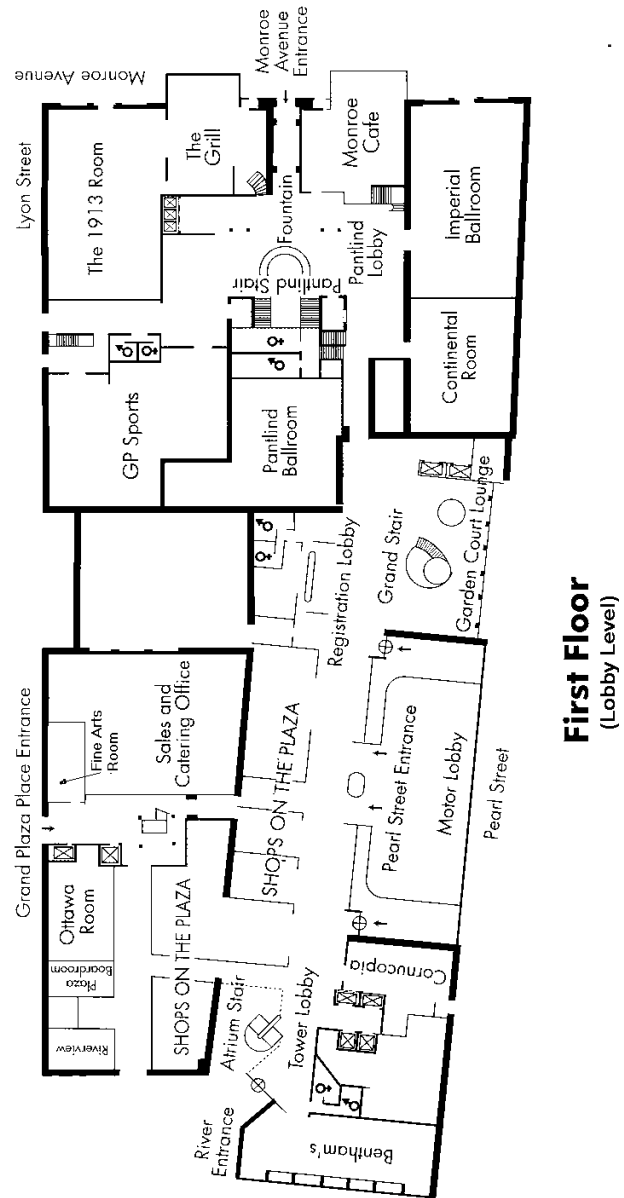 Monroe Avenue
Monroe
Avenue
Entrance
Lyon Street
The 1913 Room
The
Grill
Fountain
Monroe
Cafe
Imperial
Ballroom
Pantlind Stair
Pantlind
Lobby
Continental
Room
GP Sports
Pantlind
Ballroom
Registration Lobby
Grand Stair
Garden Court Lounge
Grand Plaza Place Entrance
Fine Arts
Room
Sales and
Catering Office
SHOPS ON THE PLAZA
Pearl Street Entrance
Motor Lobby
Pearl Street
Ottawa
Room
Plaza
Boardroom
Riverview
SHOPS ON THE PLAZA
Atrium Stair
Tower Lobby
Cornucopia
River
Entrance
Bentham's
First Floor
(Lobby Level)